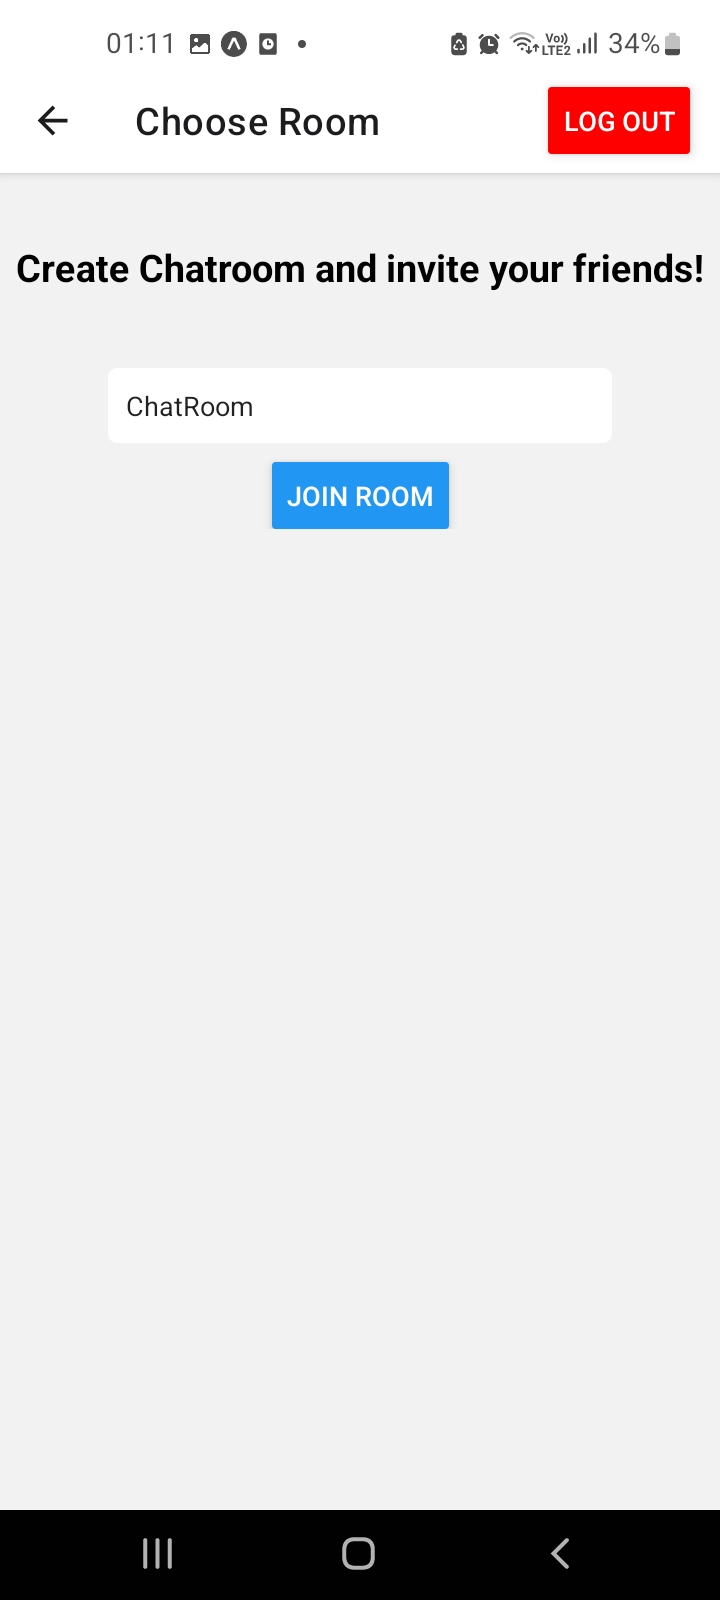 01:11 Vo)) LTE2 34%
Choose Room
LOG OUT
Create Chatroom and invite your friends!
ChatRoom
JOIN ROOM